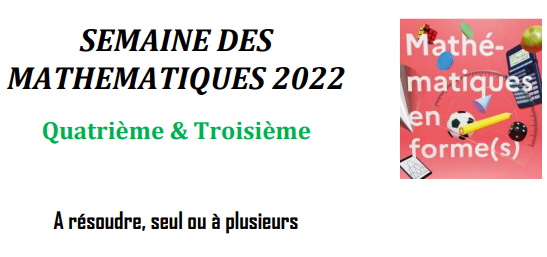 SEMAINE DES
MATHEMATIQUES 2022
Quatrième & Troisième
A résoudre, seul ou à plusieurs
Mathé-
matiques
en
forme(s)